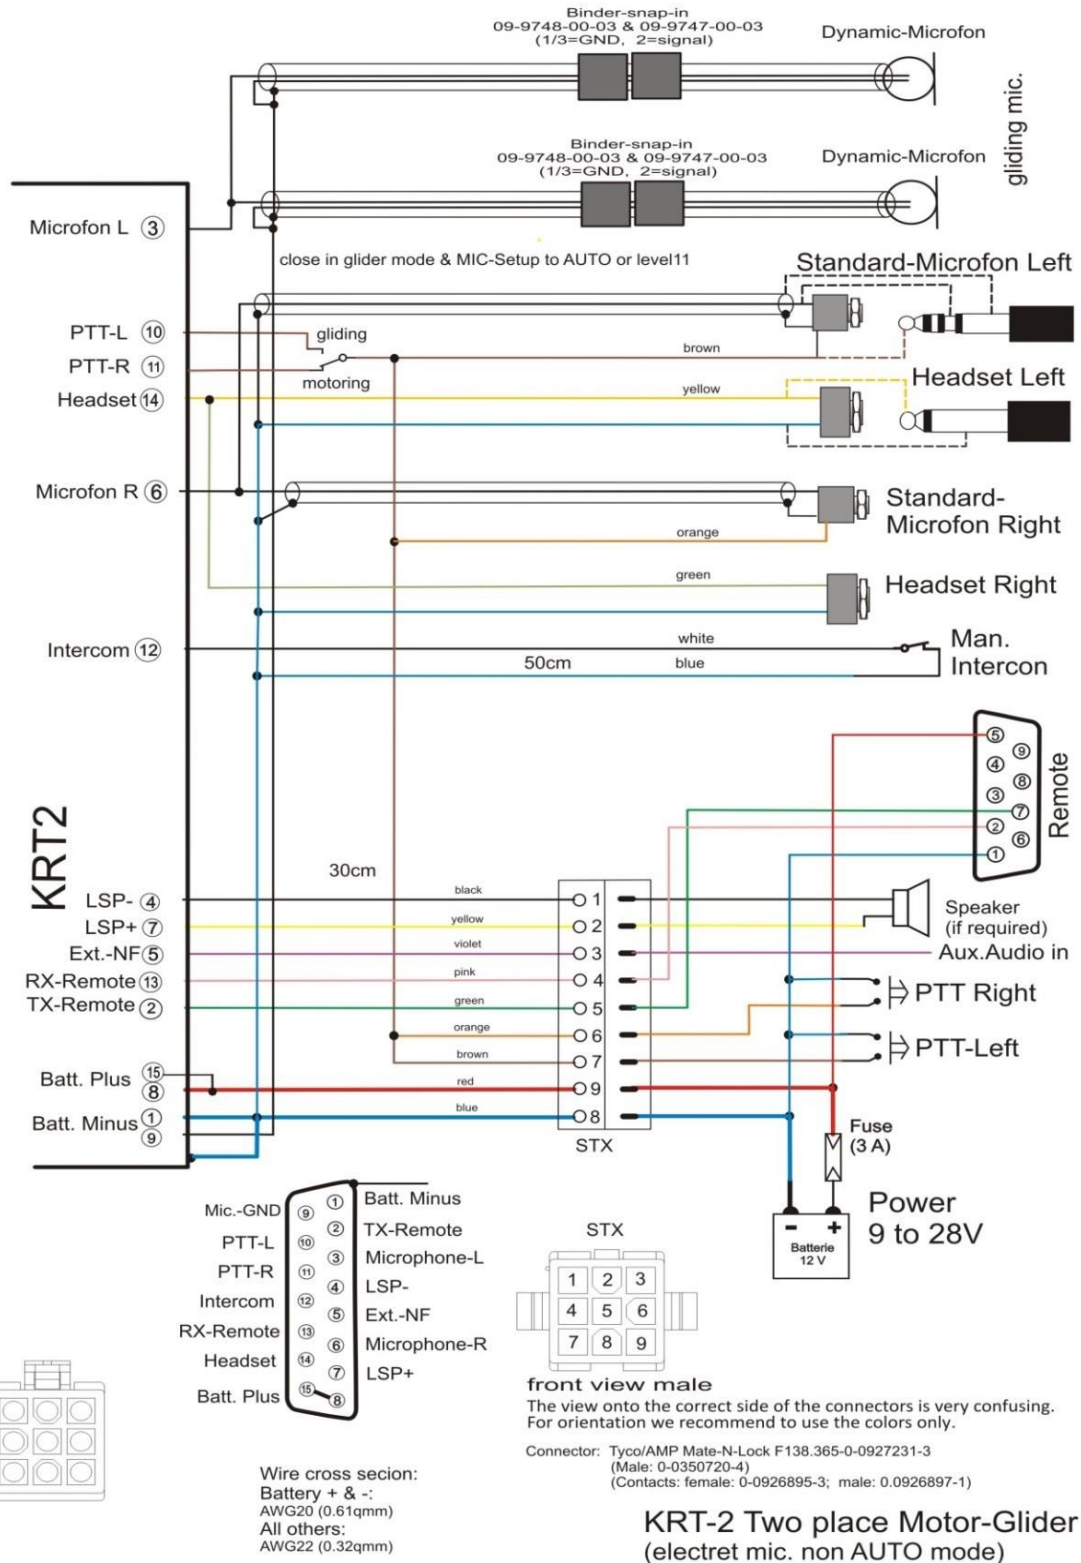 Binder-snap-in
09-9748-00-03 & 09-9747-00-03
(1/3=GND, 2=signal)
Dynamic-Microfon
gliding mic.
Binder-snap-in
09-9748-00-03 & 09-9747-00-03
(1/3=GND, 2=signal)
Dynamic-Microfon
Microfon L 3
close in glider mode & MIC-Setup to AUTO or level11
Standard-Microfon Left
PTT-L 10
gliding
brown
PTT-R 11
motoring
Headset Left
yellow
Headset 14
Microfon R 6
Standard-
Microfon Right
orange
green
Headset Right
Intercom 12
white
Man.
Intercon
50cm
blue
KRT2
30cm
Remote
5
9
4
8
3
7
2
6
1
LSP- 4
black
1
Speaker
(if required)
LSP+ 7
yellow
2
Ext.-NF 5
violet
3
Aux.Audio in
RX-Remote 13
pink
4
PTT Right
TX-Remote 2
green
5
orange
6
PTT-Left
brown
7
Batt. Plus 15
8
red
9
Batt. Minus 1
9
blue
8
STX
Fuse
(3 A)
Power
9 to 28V
- +
Batterie
12 V
Mic.-GND 9
1 Batt. Minus
PTT-L 10
2 TX-Remote
PTT-R 11
3 Microphone-L
Intercom 12
4 LSP-
RX-Remote 13
5 Ext.-NF
Headset 14
6 Microphone-R
Batt. Plus 15
7 LSP+
8
STX
1 2 3
4 5 6
7 8 9
front view male
The view onto the correct side of the connectors is very confusing.
For orientation we recommend to use the colors only.
Connector: Tyco/AMP Mate-N-Lock F138.365-0-0927231-3
(Male: 0-0350720-4)
(Contacts: female: 0-0926895-3; male: 0.0926897-1)
Wire cross secion:
Battery + & -:
AWG20 (0.61qmm)
All others:
AWG22 (0.32qmm)
KRT-2 Two place Motor-Glider
(electret mic. non AUTO mode)